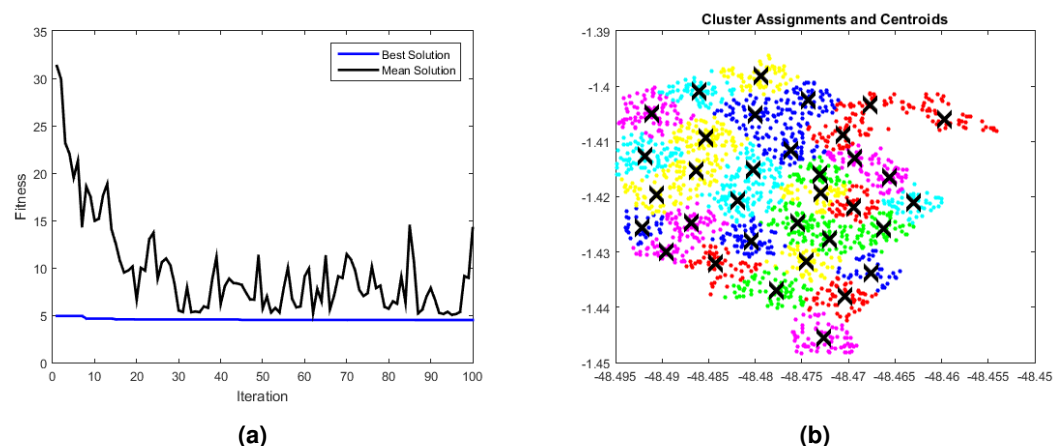 Best Solution
Mean Solution
Fitness
35
30
25
20
15
10
5
0
0 10 20 30 40 50 60 70 80 90 100
Iteration
(a)
Cluster Assignments and Centroids
-1.39
-1.4
-1.41
-1.42
-1.43
-1.44
-1.45
-48.495 -48.49 -48.485 -48.48 -48.475 -48.47 -48.465 -48.46 -48.455 -48.45
(b)